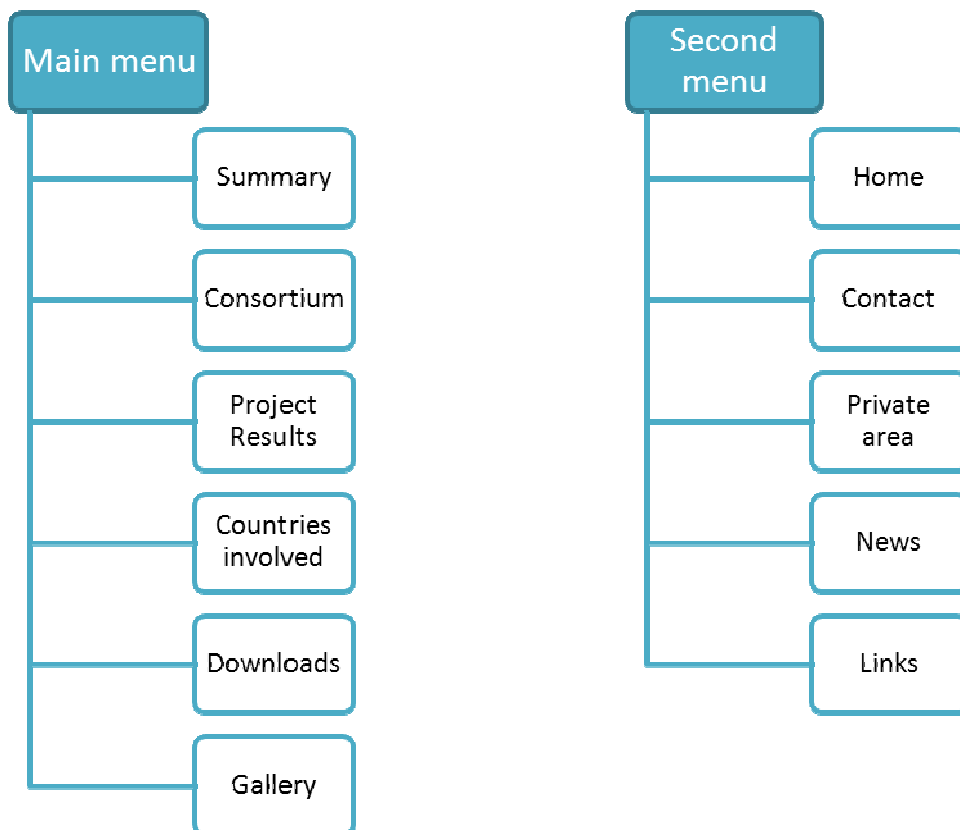 Main menu
Summary
Consortium
Project
Results
Countries
involved
Downloads
Gallery
Second
menu
Home
Contact
Private
area
News
Links